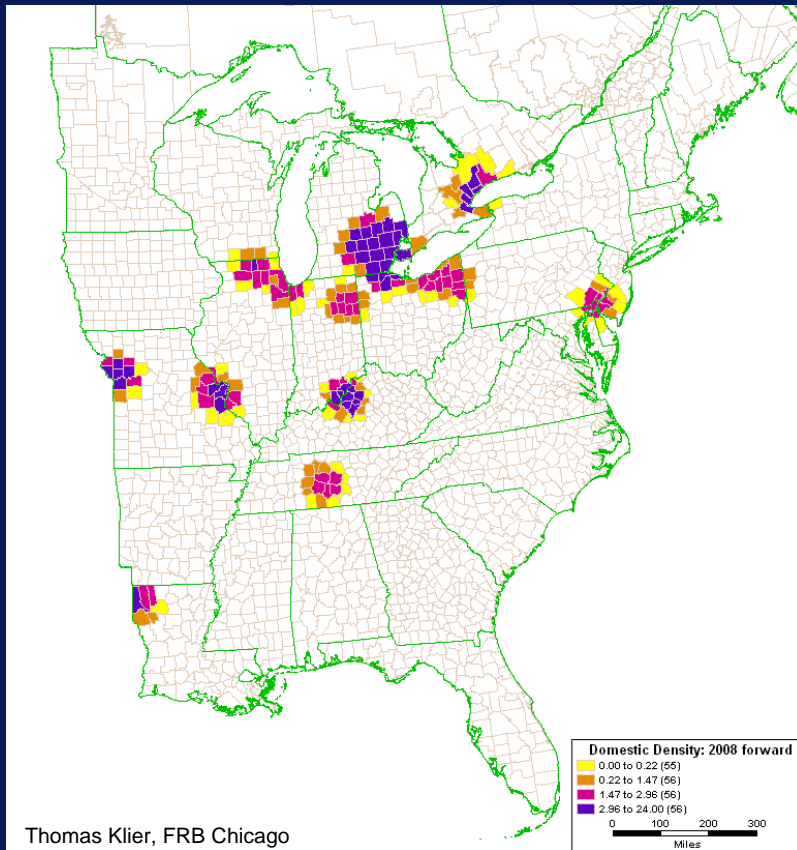 Domestic Density: 2008 forward
0.00 to 0.22 (55)
0.22 to 1.47 (56)
1.47 to 2.96 (56)
2.96 to 24.00 (56)
0 100 200 300
Miles
Thomas Klier, FRB Chicago